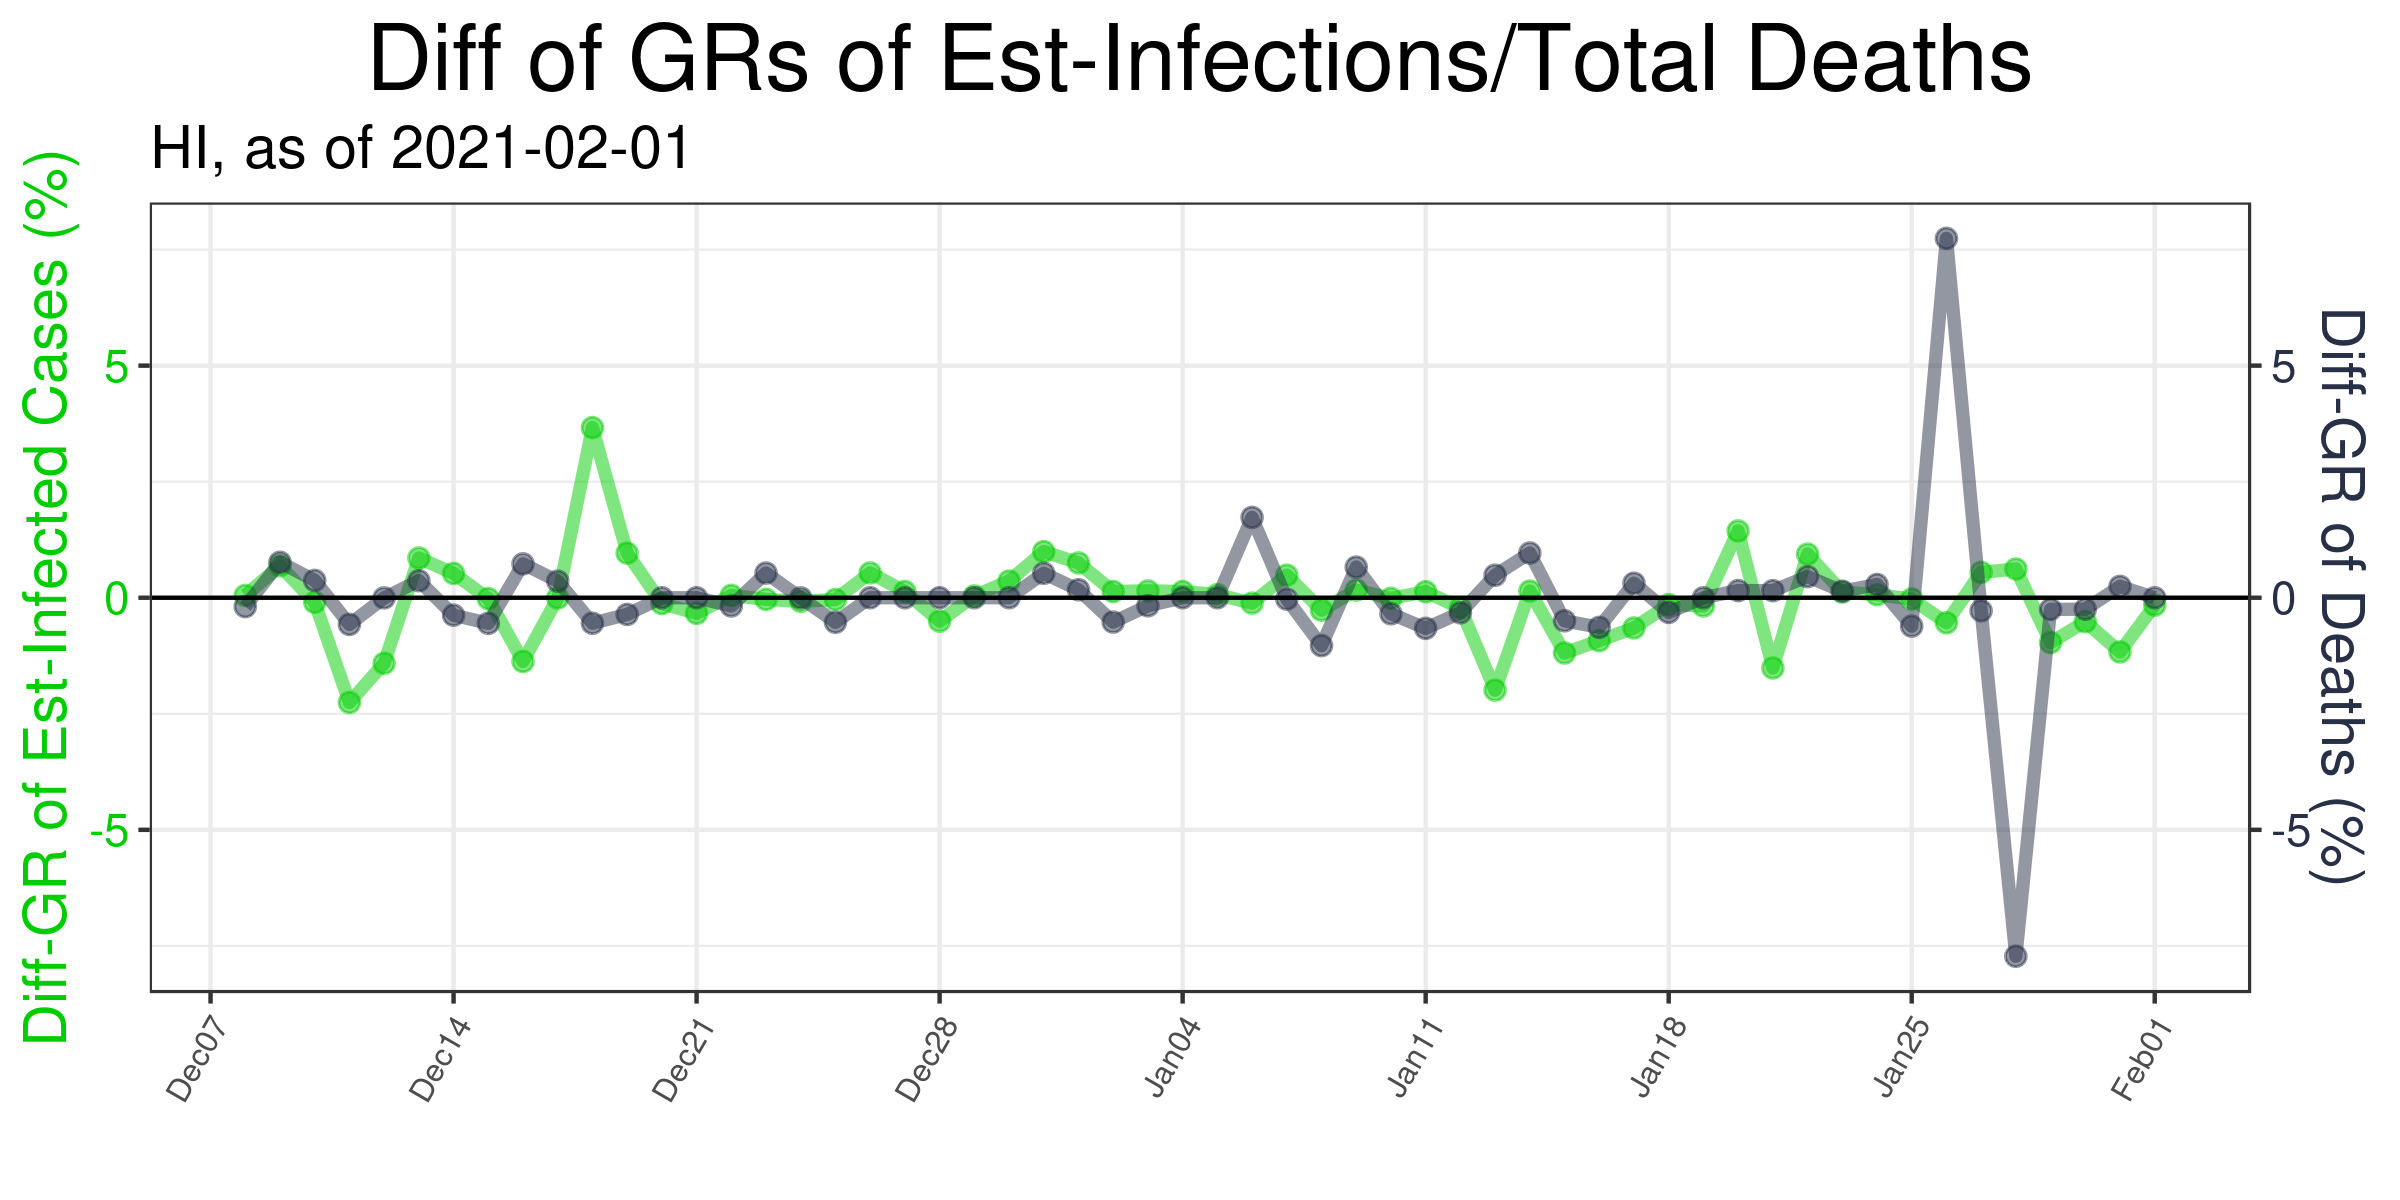 Diff of GRs of Est-Infections/Total Deaths
HI, as of 2021-02-01
Diff-GR of Est-Infected Cases (%)
5
0
-5
5
0
-5
Diff-GR of Deaths (%)
Dec07
Dec14
Dec21
Dec28
Jan04
Jan11
Jan18
Jan25
Feb01